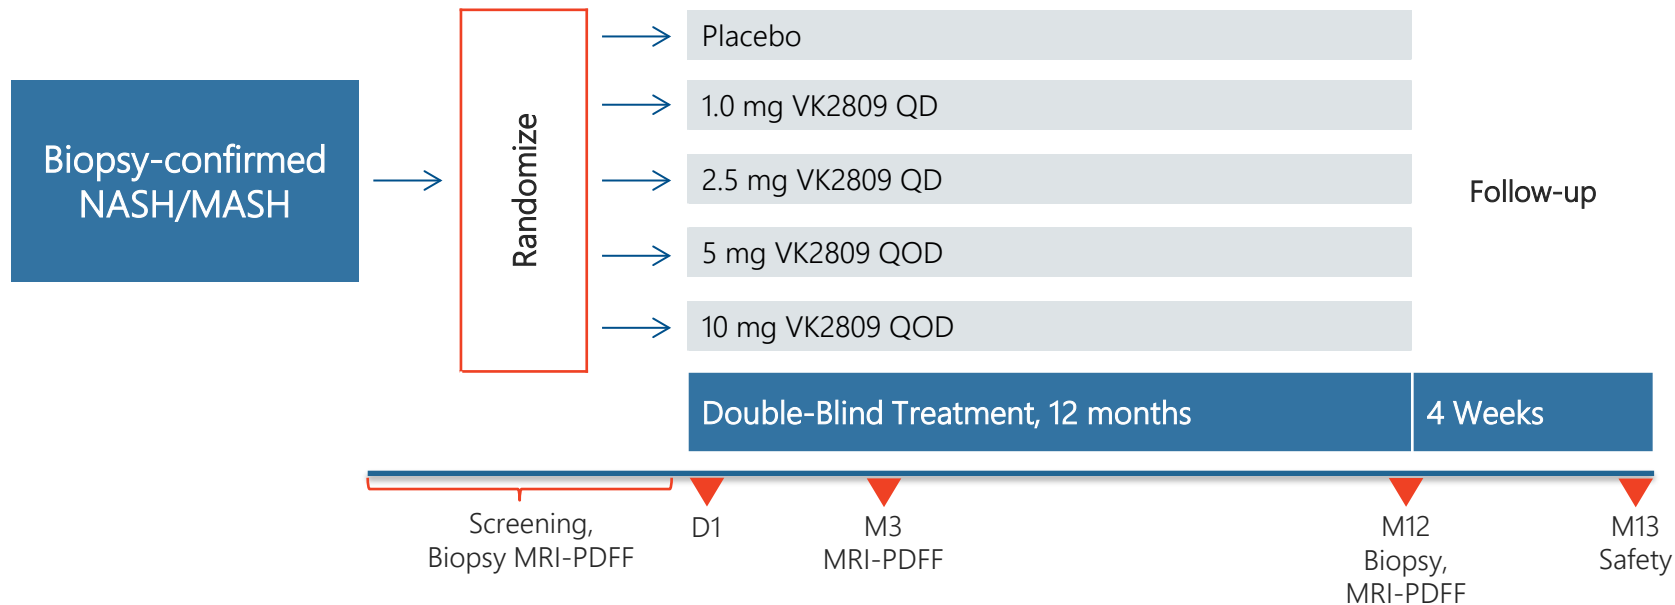 Biopsy-confirmed
NASH/MASH
Randomize
Placebo
1.0 mg VK2809 QD
2.5 mg VK2809 QD
5 mg VK2809 QOD
10 mg VK2809 QOD
Follow-up
Double-Blind Treatment, 12 months
4 Weeks
Screening,
Biopsy MRI-PDFF
D1
M3
MRI-PDFF
M12
Biopsy,
MRI-PDFF
M13
Safety